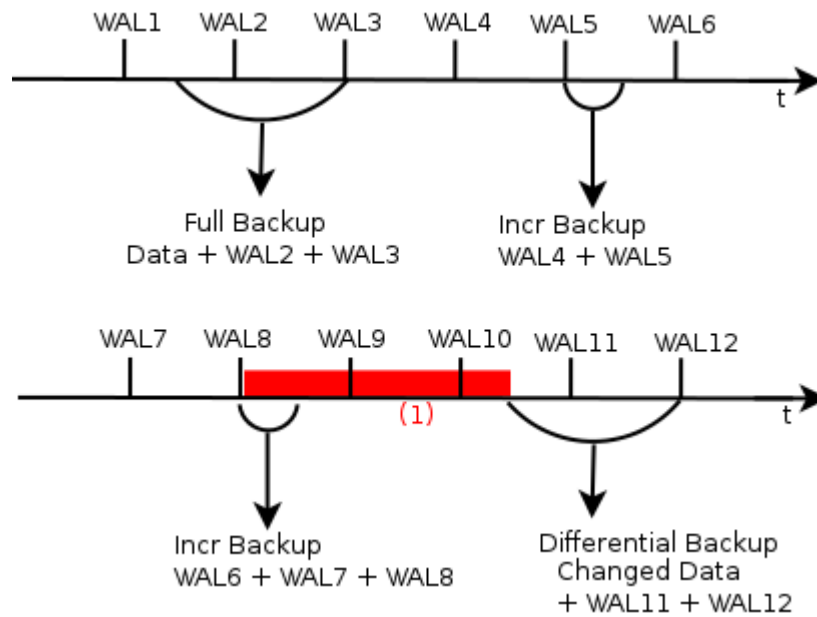 WAL1 WAL2 WAL3 WAL4 WAL5 WAL6
t
Full Backup
Data + WAL2 + WAL3
Incr Backup
WAL4 + WAL5
WAL7 WAL8 WAL9 WAL10 WAL11 WAL12
(1)
t
Incr Backup
WAL6 + WAL7 + WAL8
Differential Backup
Changed Data
+ WAL11 + WAL12